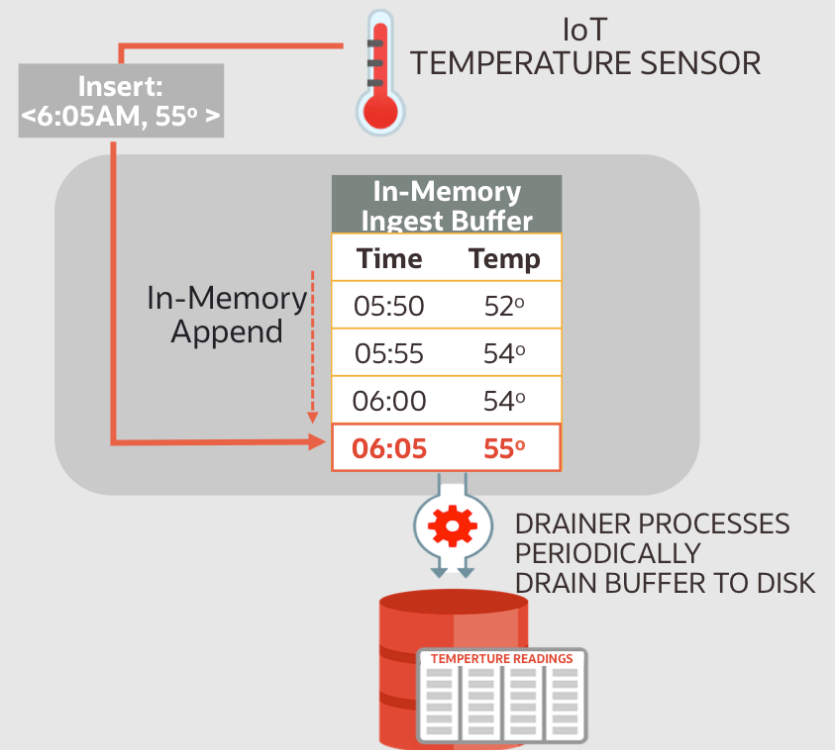 IoT
TEMPERATURE SENSOR
Insert:
<6:05AM, 55º >
In-Memory
Ingest Buffer
Time Temp
05:50 52º
05:55 54º
06:00 54º
06:05 55º
In-Memory
Append
DRAINER PROCESSES
PERIODICALLY
DRAIN BUFFER TO DISK
TEMPERTURE READINGS